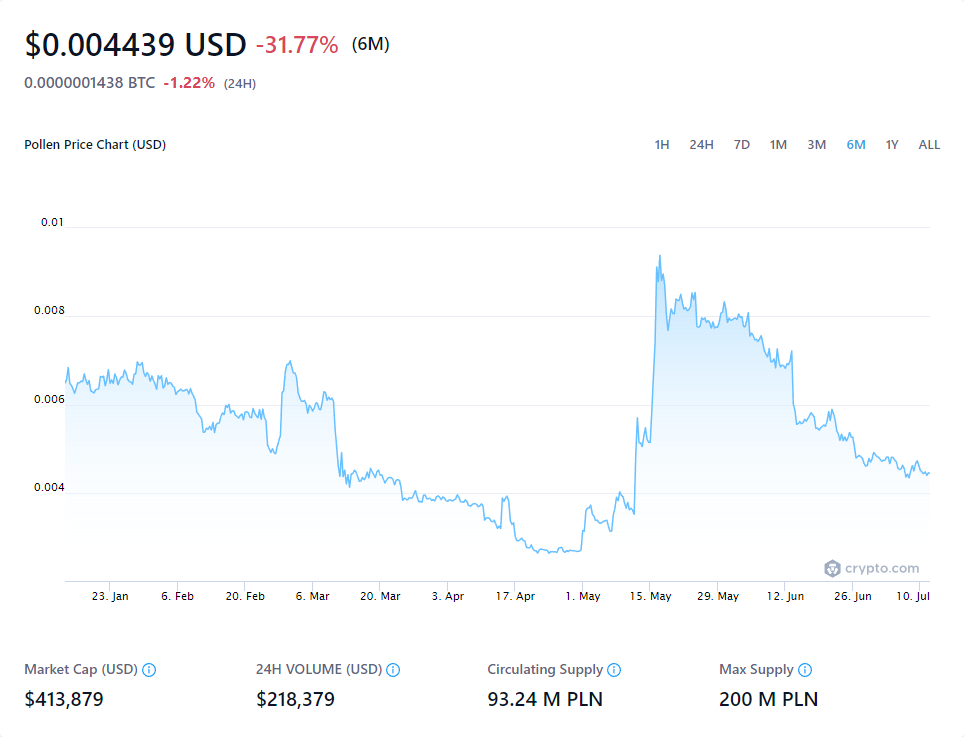 $0.004439 USD -31.77% (6M)
0.0000001438 BTC -1.22% (24H)
Pollen Price Chart (USD) 1H 24H 7D 1M 3M 6M 1Y ALL
0.01
0.008
0.006
0.004
crypto.com
23. Jan 6. Feb 20. Feb 6. Mar 20. Mar 3. Apr 17. Apr 1. May 15. May 29. May 12. Jun 26. Jun 10. Jul
Market Cap (USD) 24H VOLUME (USD) Circulating Supply Max Supply
$413,879 $218,379 93.24 M PLN 200 M PLN